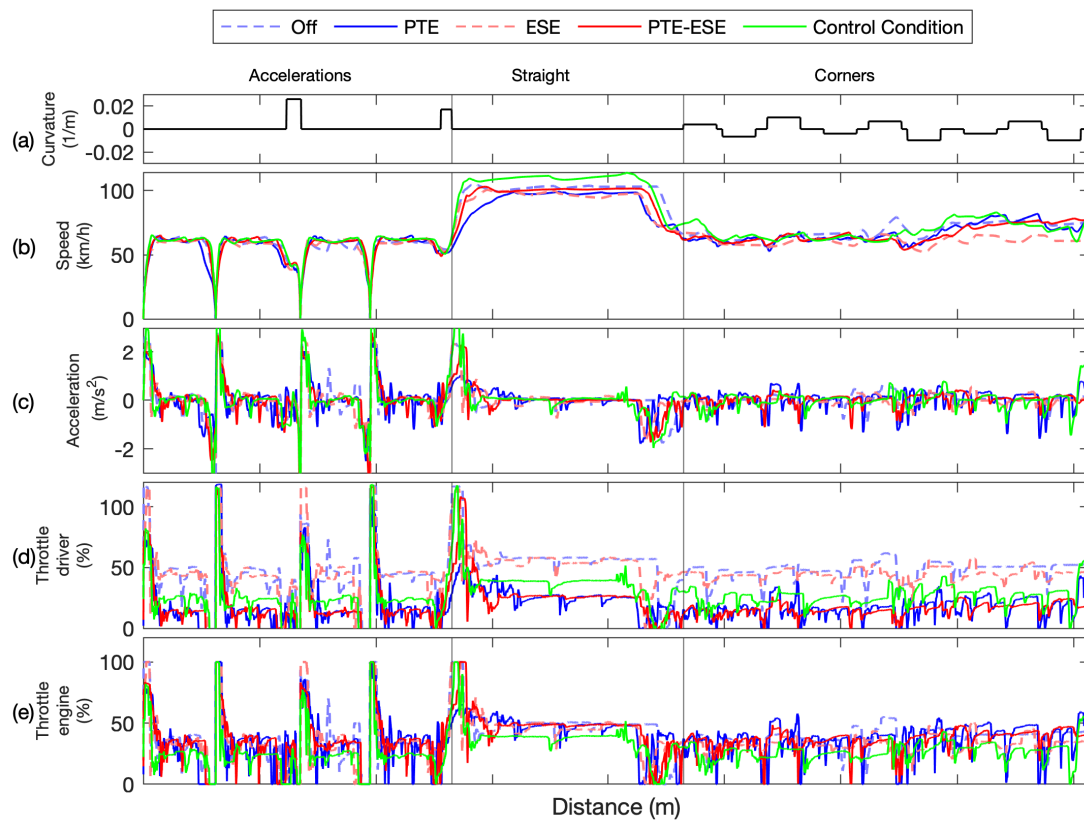 Off PTE ESE PTE-ESE Control Condition
Accelerations Straight Corners
(a) Curvature (1/m) 0.02 0 -0.02
(b) Speed (km/h) 100 50 0
(c) Acceleration (m/s²) 2 0 -2
(d) Throttle driver (%) 100 50 0
(e) Throttle engine (%) 100 50 0
Distance (m)